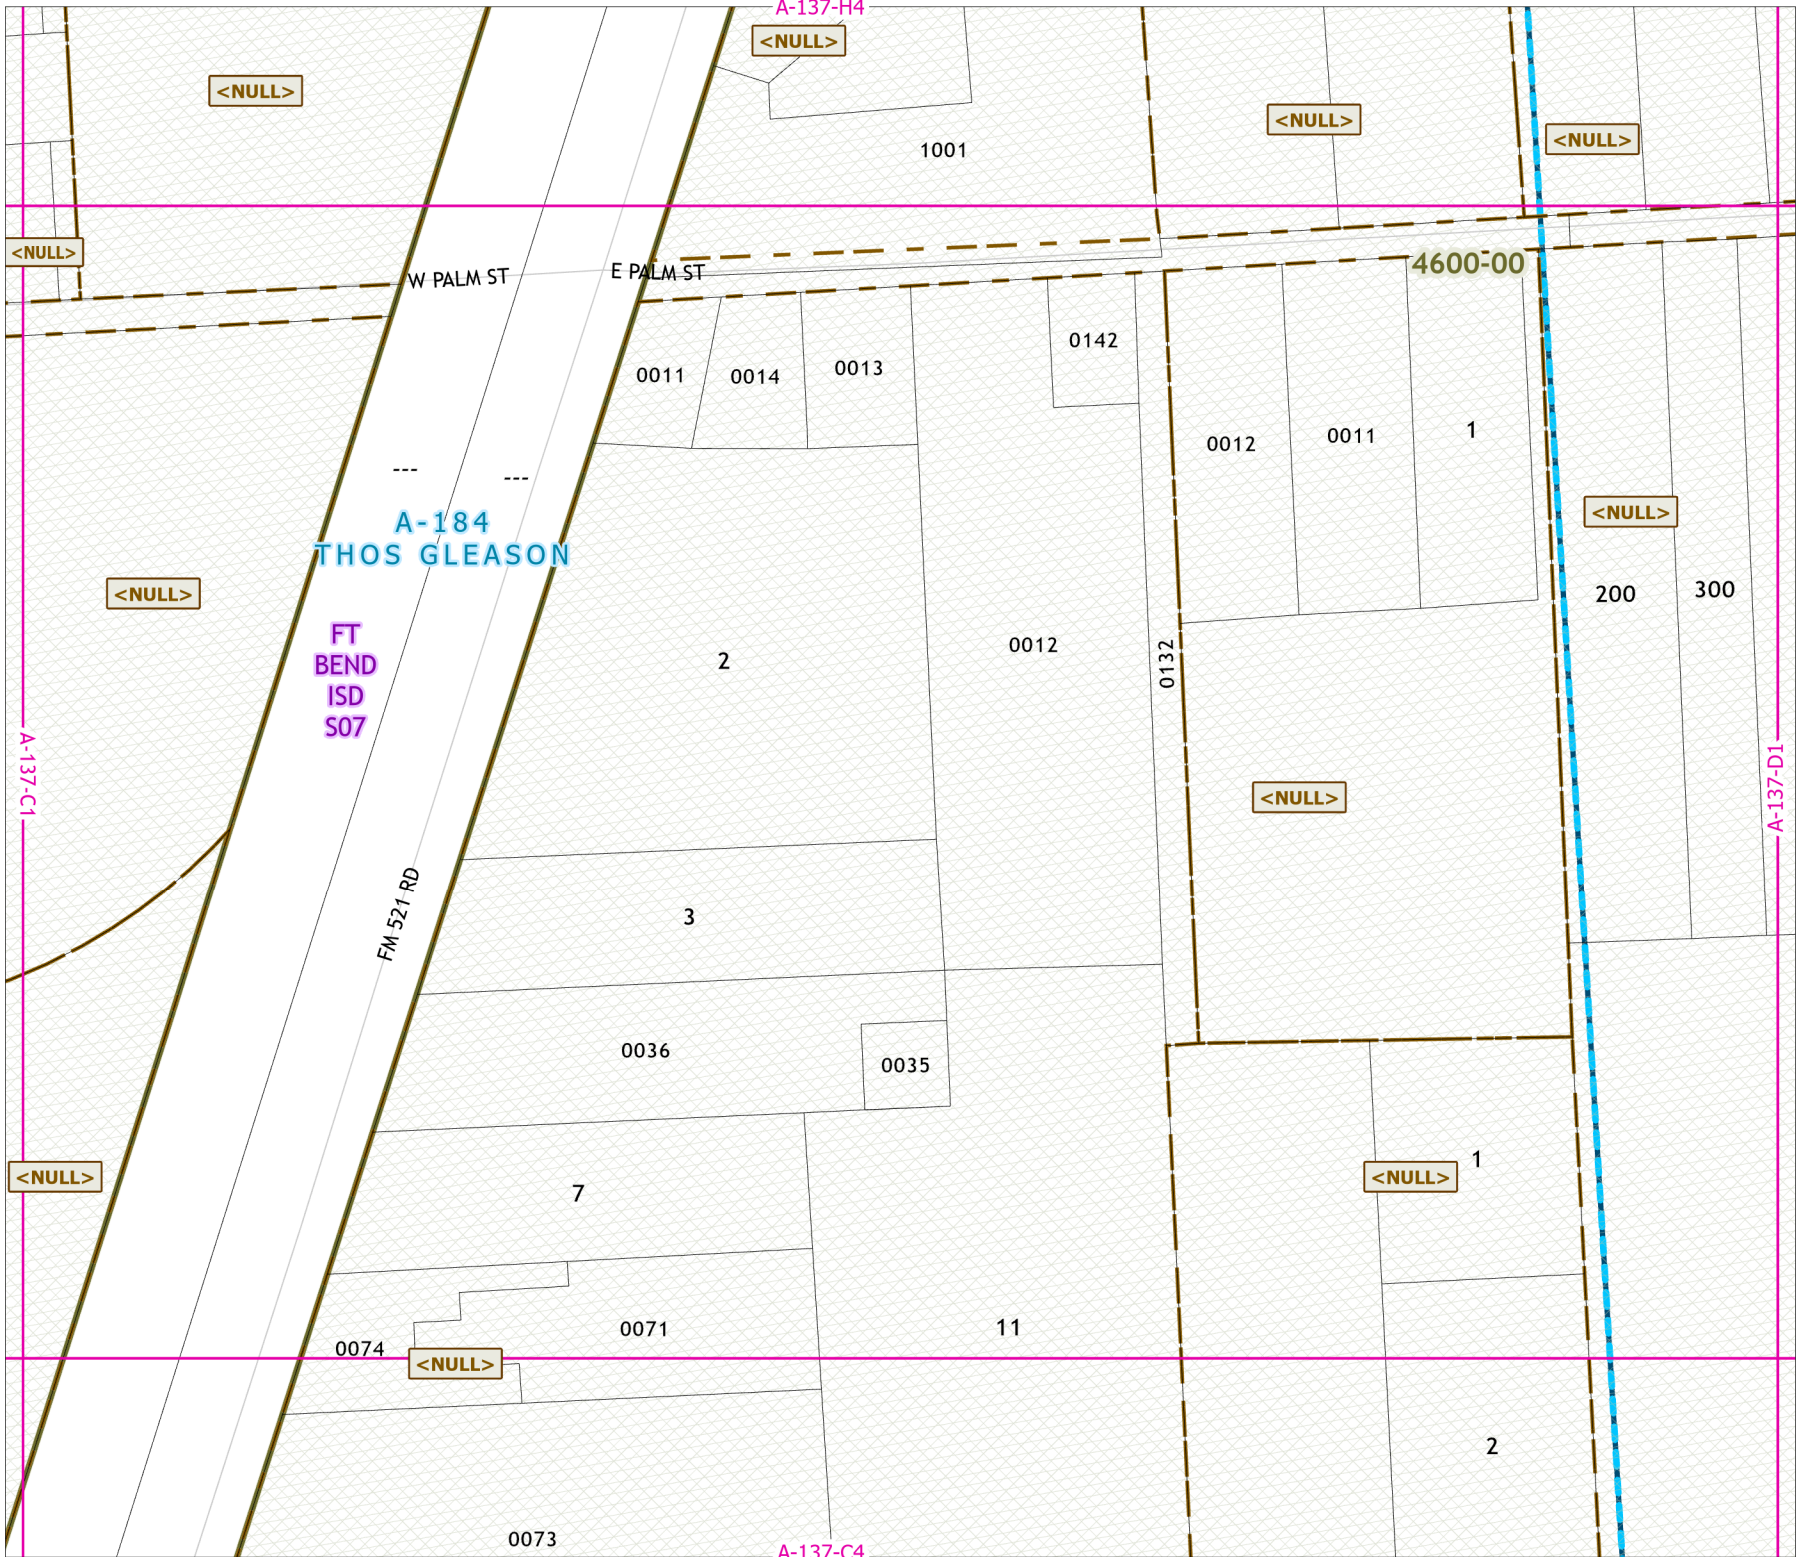 A-137-H4
<NULL>
<NULL>
<NULL>
<NULL>
1001
<NULL>
W PALM ST
E PALM ST
4600-00
0011
0014
0013
0142
0012
0011
1
---
---
A-184
THOS GLEASON
<NULL>
<NULL>
200
300
FT
BEND
ISD
S07
2
0012
0132
A-137-C1
A-137-D1
<NULL>
FM 521 RD
3
0036
0035
<NULL>
7
<NULL>
1
0074
0071
11
<NULL>
2
0073
A-137-C4